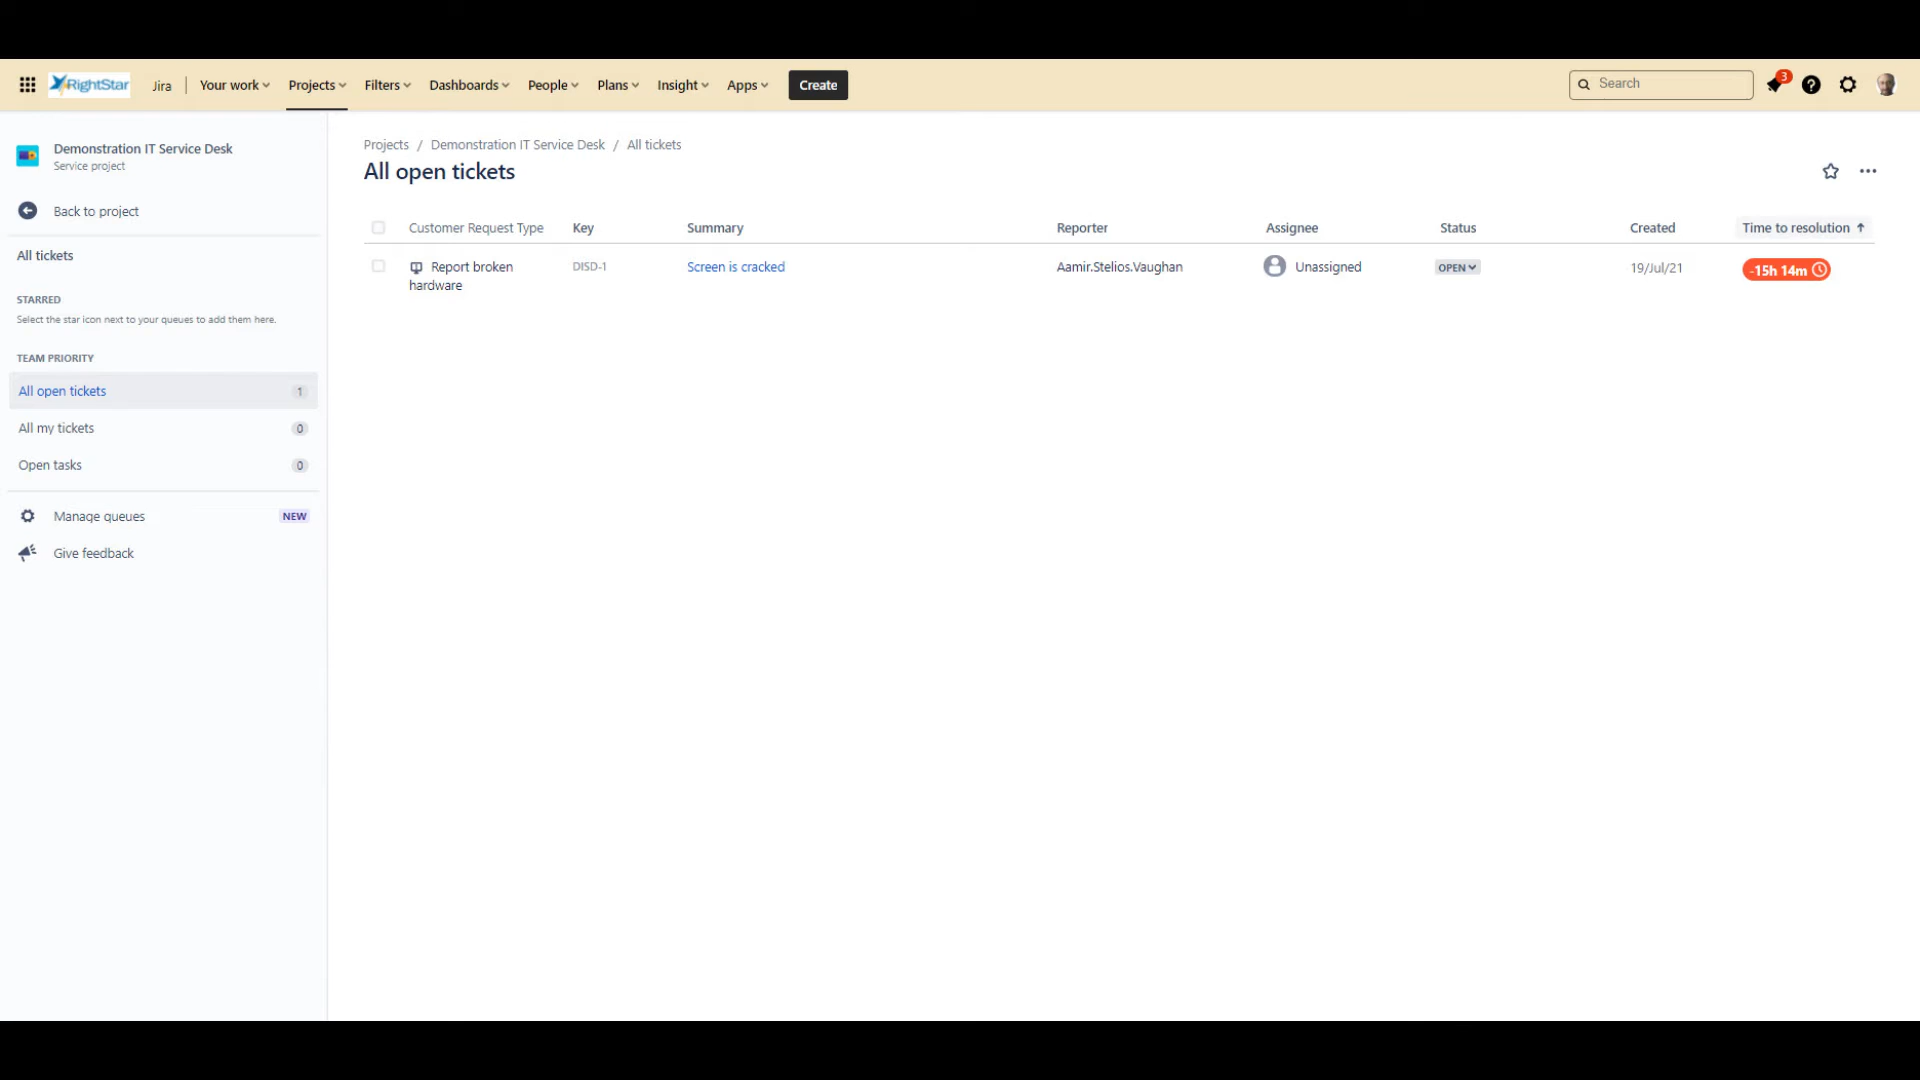 RightStar
Jira
Your work
Projects
Filters
Dashboards
People
Plans
Insight
Apps
Create
Search
3
Demonstration IT Service Desk
Service project
Back to project
All tickets
STARRED
Select the star icon next to your queues to add them here.
TEAM PRIORITY
All open tickets 1
All my tickets 0
Open tasks 0
Manage queues NEW
Give feedback
Projects / Demonstration IT Service Desk / All tickets
All open tickets
Customer Request Type Key Summary Reporter Assignee Status Created Time to resolution ↑
Report broken DISD-1 Screen is cracked Aamir.Stelios.Vaughan Unassigned OPEN 19/Jul/21 -15h 14m
hardware